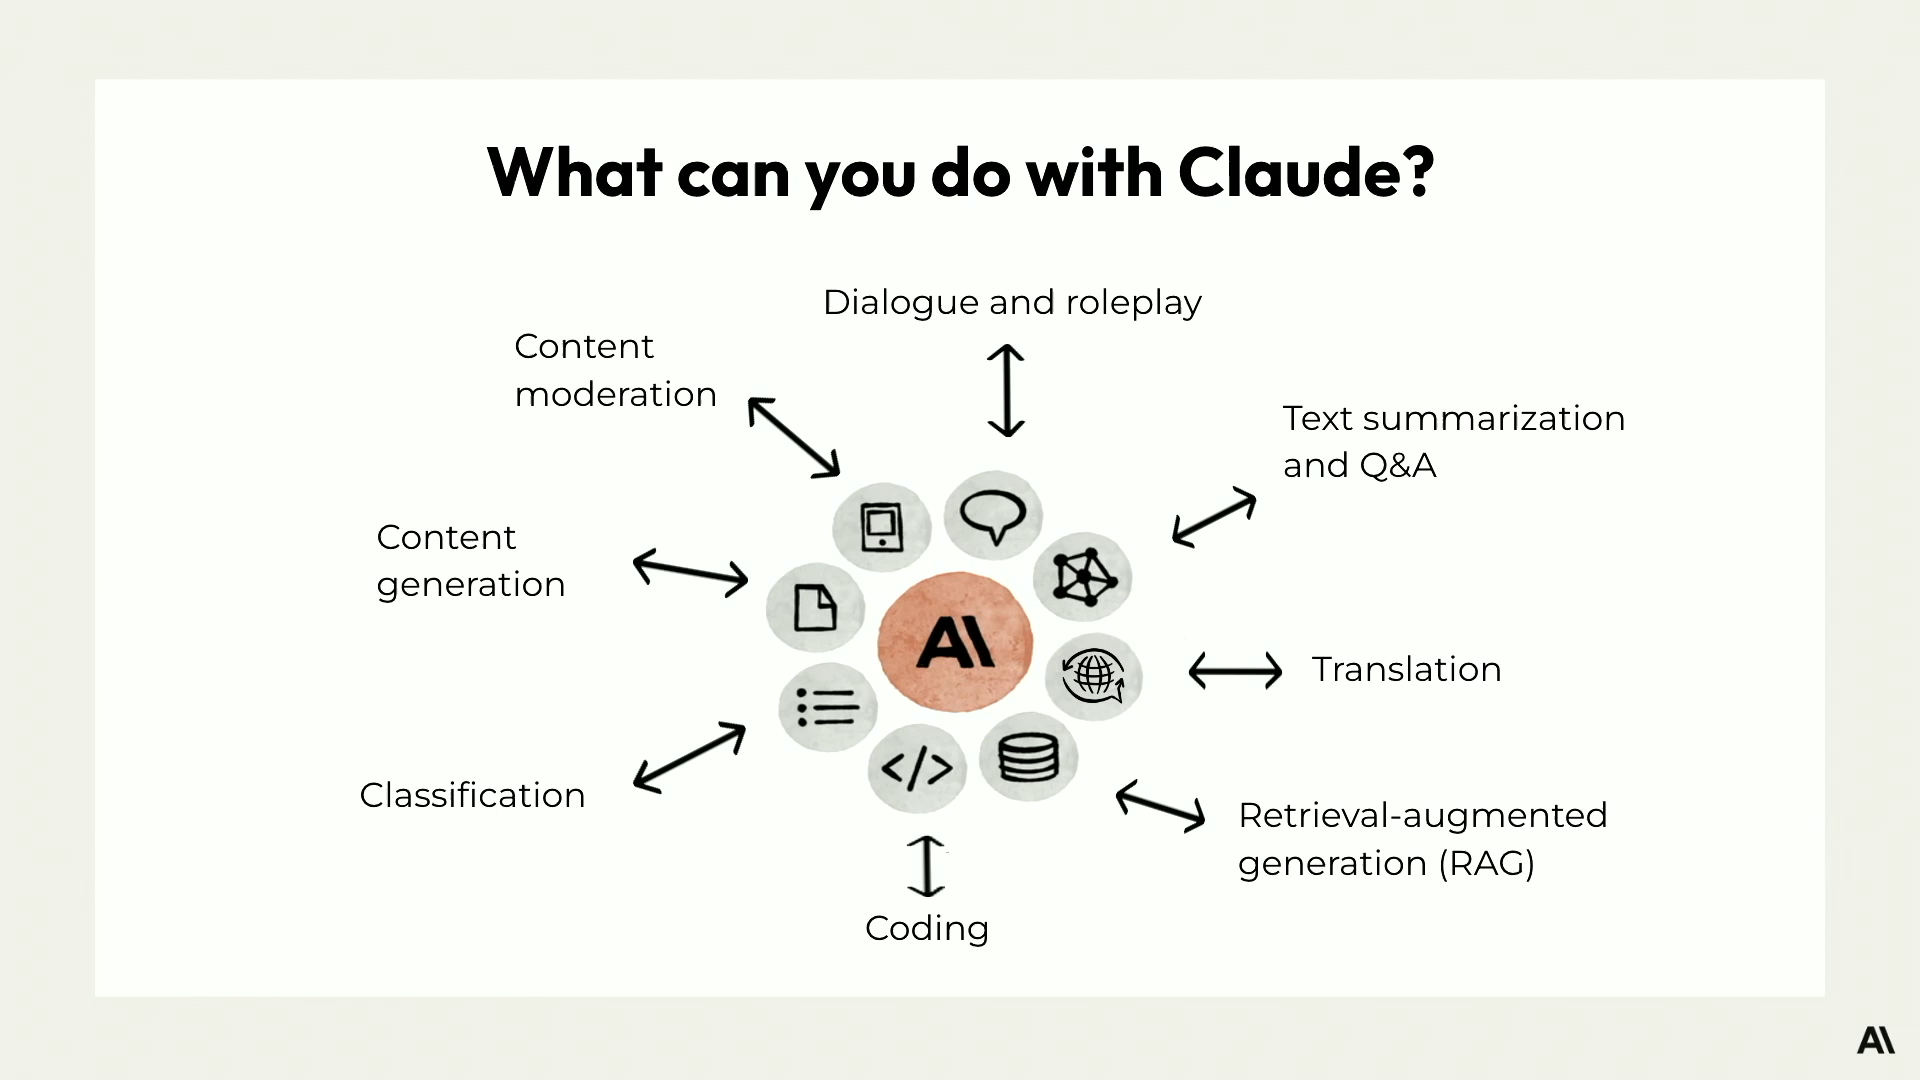 What can you do with Claude?
Dialogue and roleplay
Content
moderation
Text summarization
and Q&A
Content
generation
Translation
Classification
Retrieval-augmented
generation (RAG)
Coding
AI
</>
AI